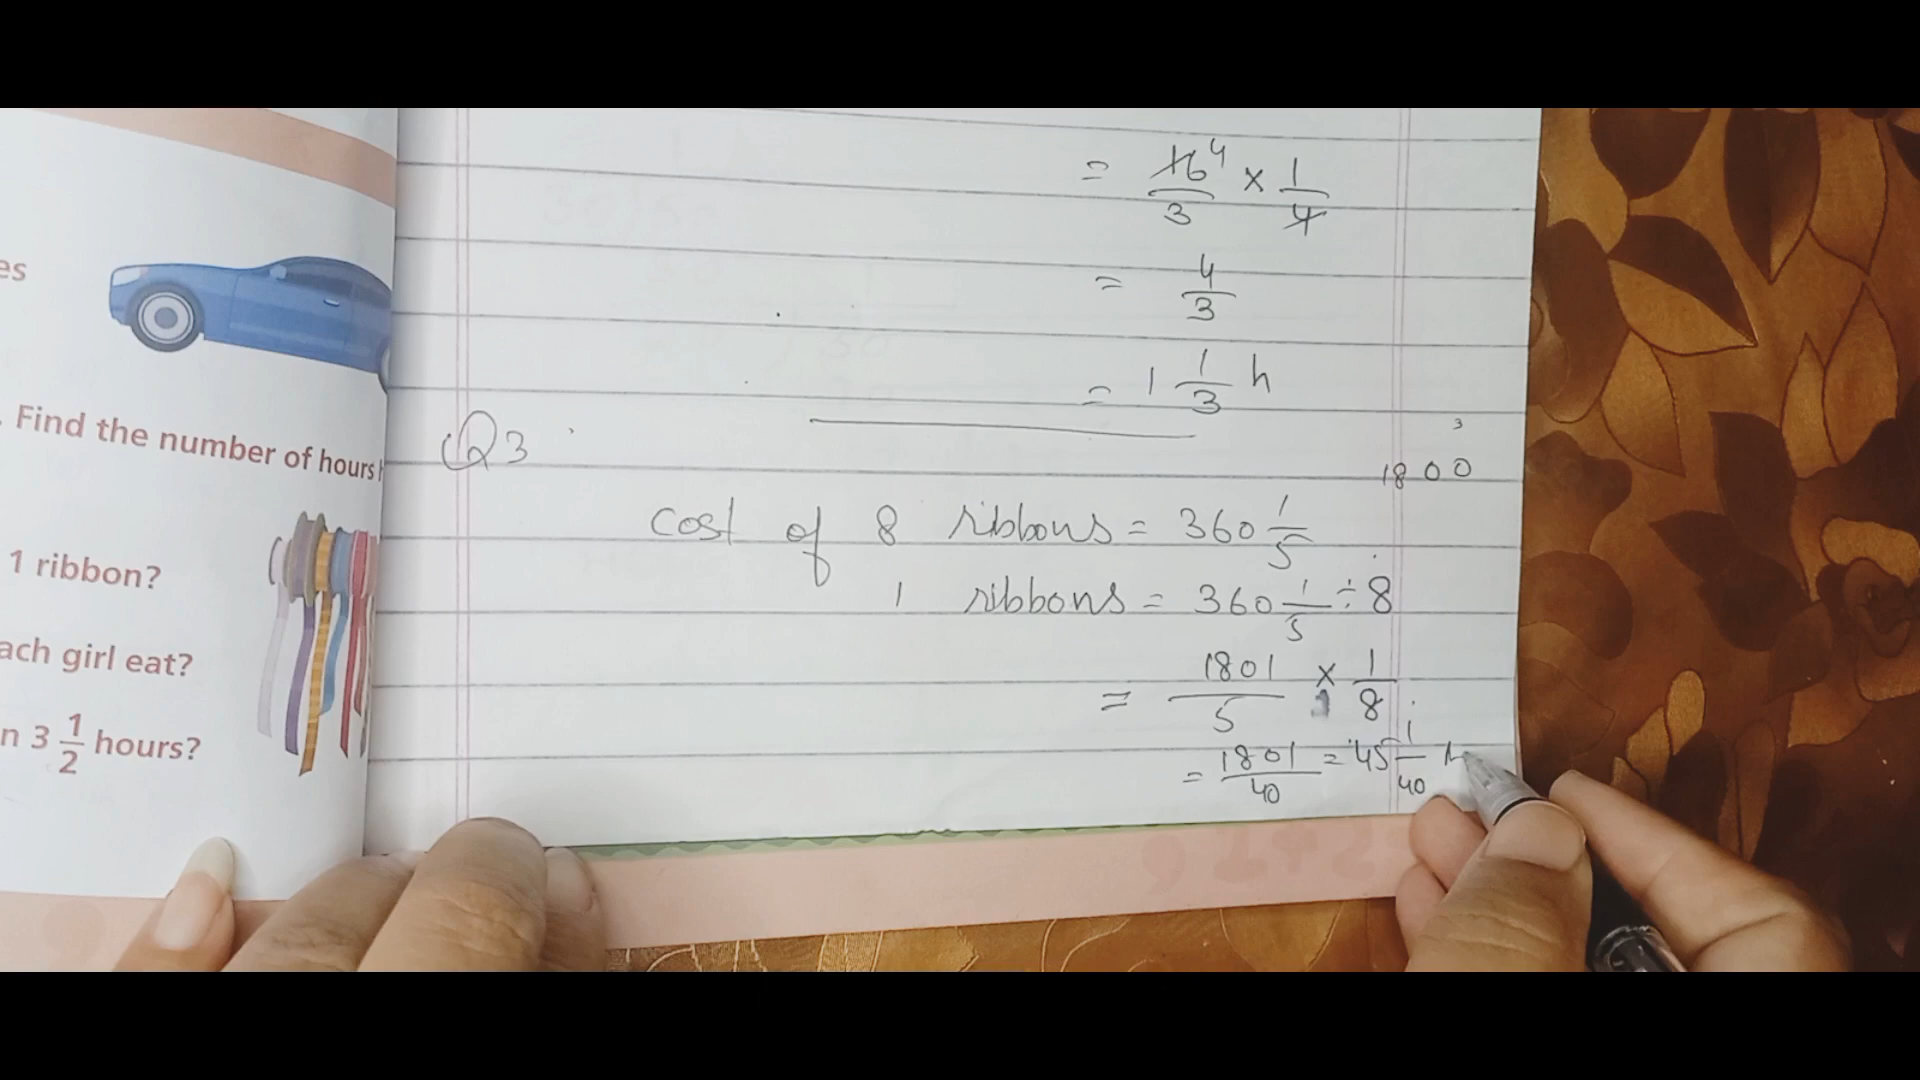 es
. Find the number of hours
1 ribbon?
ach girl eat?
n 3 1/2 hours?
= 16/3 4 × 1/4
= 4/3
= 1 1/3 h
Q3
3
1800
cost of 8 ribbons = 360 1/5
1 ribbons = 360 1/5 ÷ 8
= 1801/5 × 1/8
= 1801/40 = 45 1/40